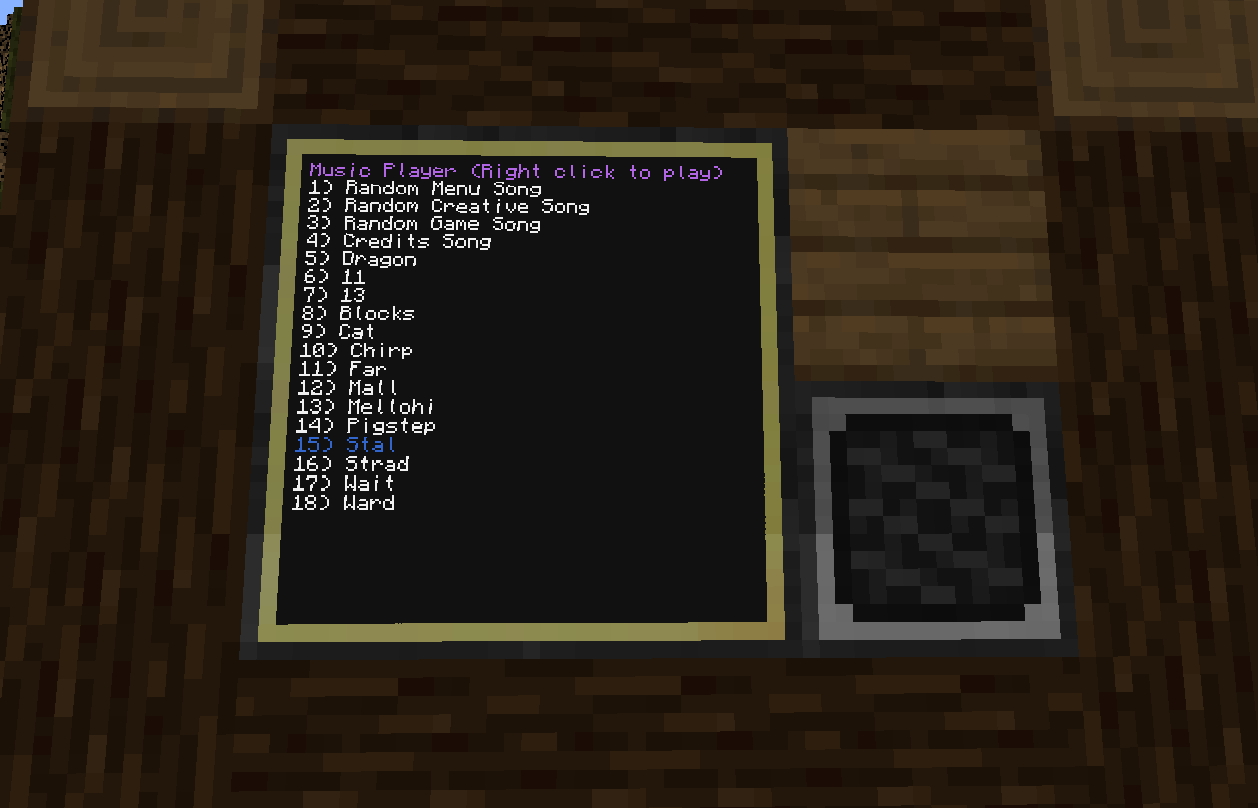 Music Player (Right click to play)
1) Random Menu Song
2) Random Creative Song
3) Random Game Song
4) Credits Song
5) Dragon
6) 11
7) 13
8) Blocks
9) Cat
10) Chirp
11) Far
12) Mall
13) Mellohi
14) Pigstep
15) Stal
16) Strad
17) Wait
18) Ward